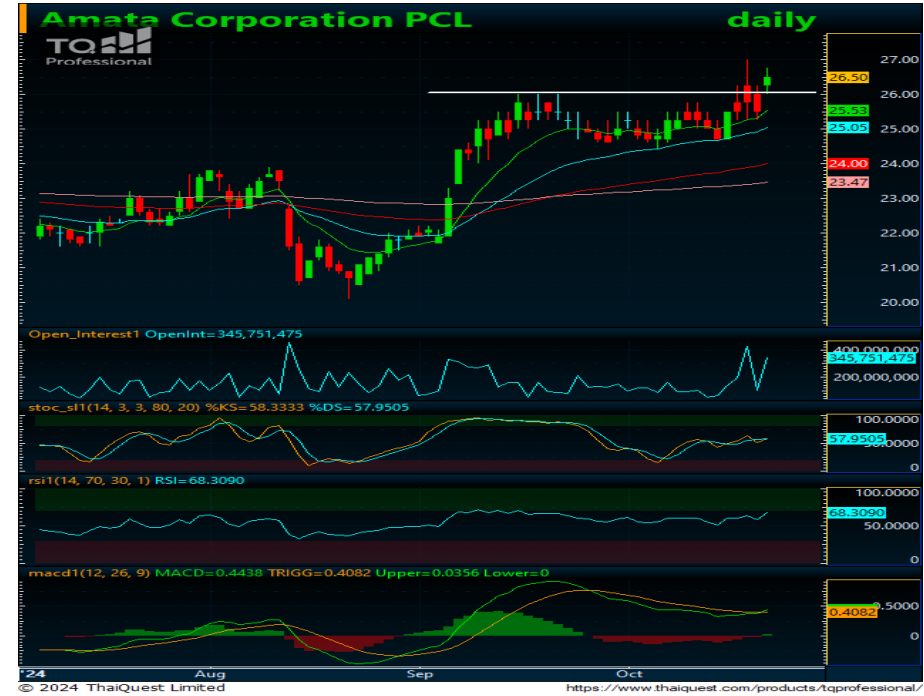 Amata Corporation PCL daily
TQ
Professional
27.00
26.50
26.00
25.53
25.05
25.00
24.00
23.47
23.00
22.00
21.00
20.00
Open_Interest1 OpenInt=345,751,475
400,000,000
345,751,475
200,000,000
stoc_sl1(14, 3, 3, 80, 20) %KS=58.3333 %DS=57.9505
100.0000
57.9505
0
rsi1(14, 70, 30, 1) RSI=68.3090
100.0000
68.3090
50.0000
0
macd1(12, 26, 9) MACD=0.4438 TRIGG=0.4082 Upper=0.0356 Lower=0
0.5000
0.4082
0
'24 Aug Sep Oct
© 2024 ThaiQuest Limited https://www.thaiquest.com/products/tqprofessional/